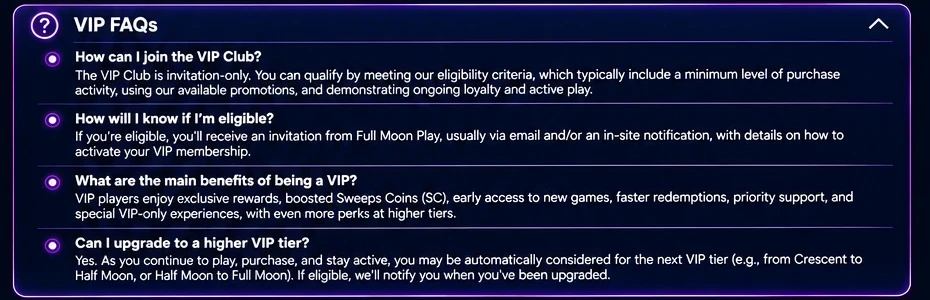 VIP FAQs
How can I join the VIP Club?
The VIP Club is invitation-only. You can qualify by meeting our eligibility criteria, which typically include a minimum level of purchase
activity, using our available promotions, and demonstrating ongoing loyalty and active play.
How will I know if I'm eligible?
If you're eligible, you'll receive an invitation from Full Moon Play, usually via email and/or an in-site notification, with details on how to
activate your VIP membership.
What are the main benefits of being a VIP?
VIP players enjoy exclusive rewards, boosted Sweeps Coins (SC), early access to new games, faster redemptions, priority support, and
special VIP-only experiences, with even more perks at higher tiers.
Can I upgrade to a higher VIP tier?
Yes. As you continue to play, purchase, and stay active, you may be automatically considered for the next VIP tier (e.g., from Crescent to
Half Moon, or Half Moon to Full Moon). If eligible, we'll notify you when you've been upgraded.